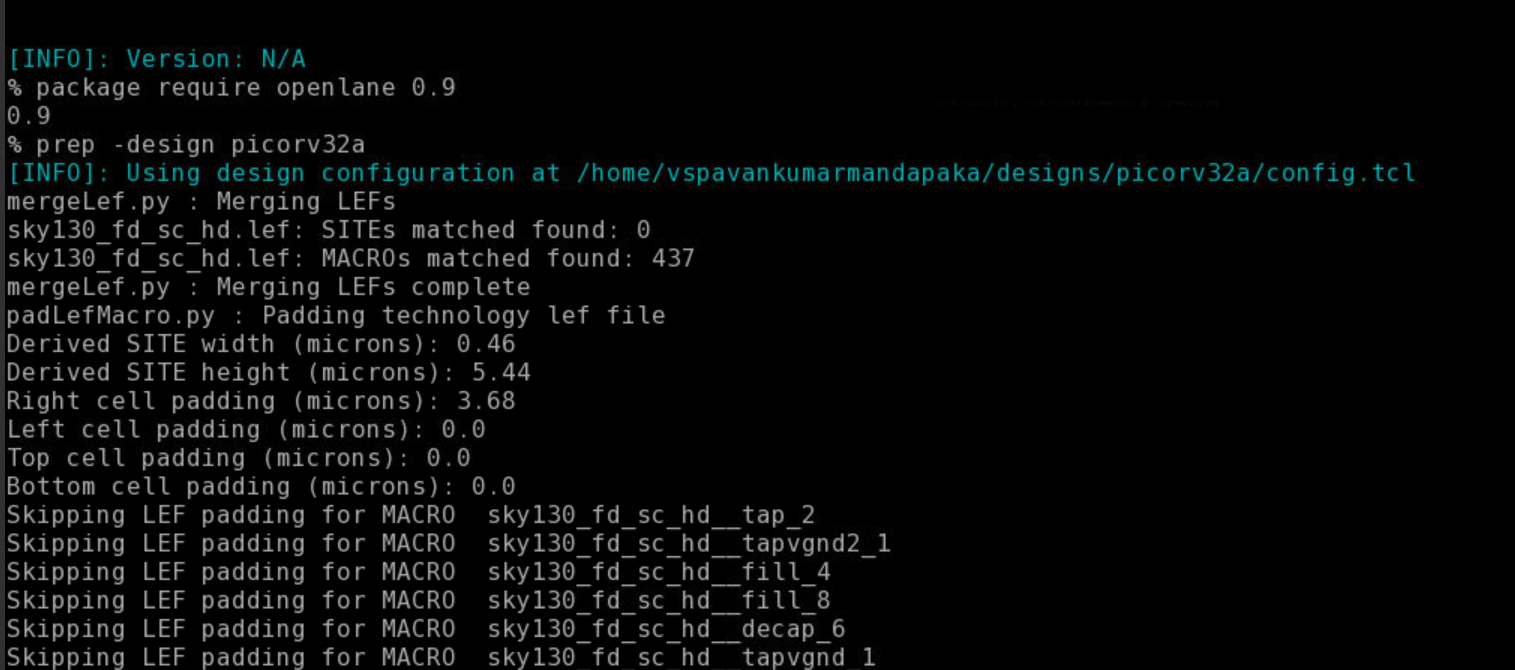 [INFO]: Version: N/A
% package require openlane 0.9
0.9
% prep -design picorv32a
[INFO]: Using design configuration at /home/vspavankumarmandapaka/designs/picorv32a/config.tcl
mergeLef.py : Merging LEFs
sky130_fd_sc_hd.lef: SITEs matched found: 0
sky130_fd_sc_hd.lef: MACROs matched found: 437
mergeLef.py : Merging LEFs complete
padLefMacro.py : Padding technology lef file
Derived SITE width (microns): 0.46
Derived SITE height (microns): 5.44
Right cell padding (microns): 3.68
Left cell padding (microns): 0.0
Top cell padding (microns): 0.0
Bottom cell padding (microns): 0.0
Skipping LEF padding for MACRO  sky130_fd_sc_hd__tap_2
Skipping LEF padding for MACRO  sky130_fd_sc_hd__tapvgnd2_1
Skipping LEF padding for MACRO  sky130_fd_sc_hd__fill_4
Skipping LEF padding for MACRO  sky130_fd_sc_hd__fill_8
Skipping LEF padding for MACRO  sky130_fd_sc_hd__decap_6
Skipping LEF padding for MACRO  sky130_fd_sc_hd__tapvgnd_1